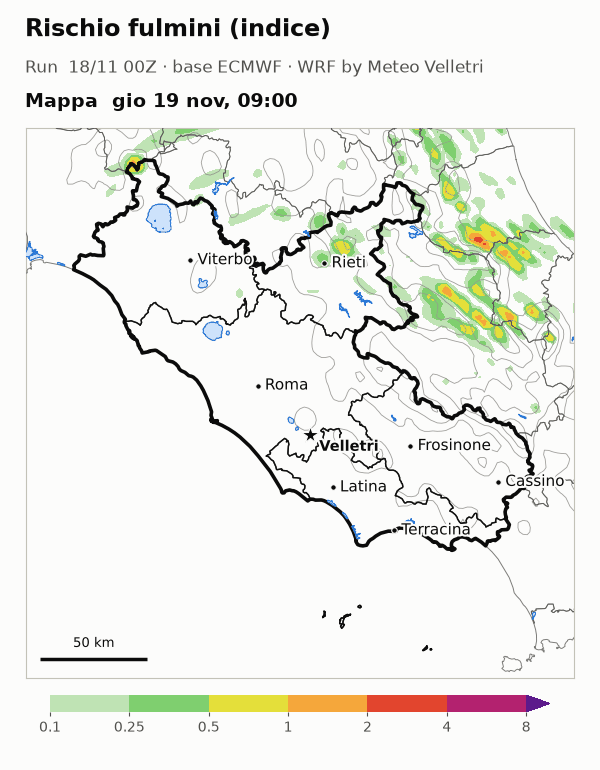 Rischio fulmini (indice)
Run  18/11 00Z · base ECMWF · WRF by Meteo Velletri
Mappa  gio 19 nov, 09:00
Viterbo
Rieti
Roma
Velletri
Frosinone
Latina
Cassino
Terracina
50 km
0.1 0.25 0.5 1 2 4 8